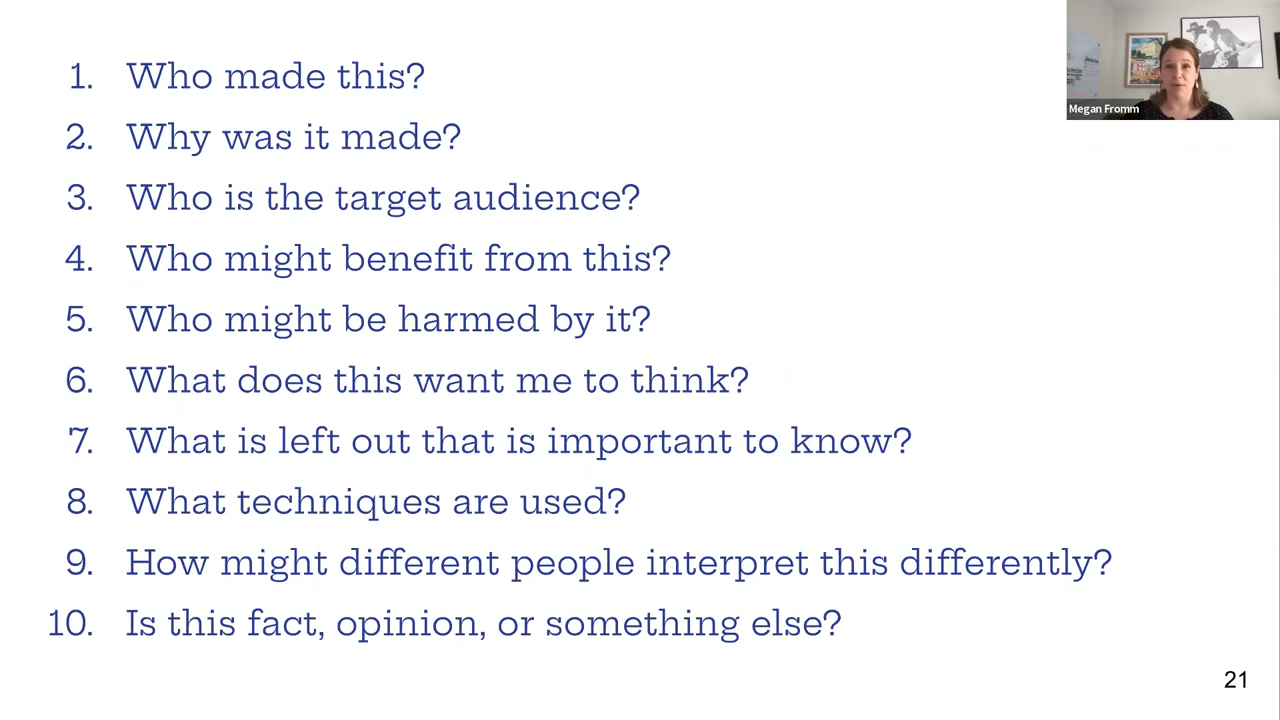 1. Who made this?
2. Why was it made?
3. Who is the target audience?
4. Who might benefit from this?
5. Who might be harmed by it?
6. What does this want me to think?
7. What is left out that is important to know?
8. What techniques are used?
9. How might different people interpret this differently?
10. Is this fact, opinion, or something else?
Megan Fromm
21